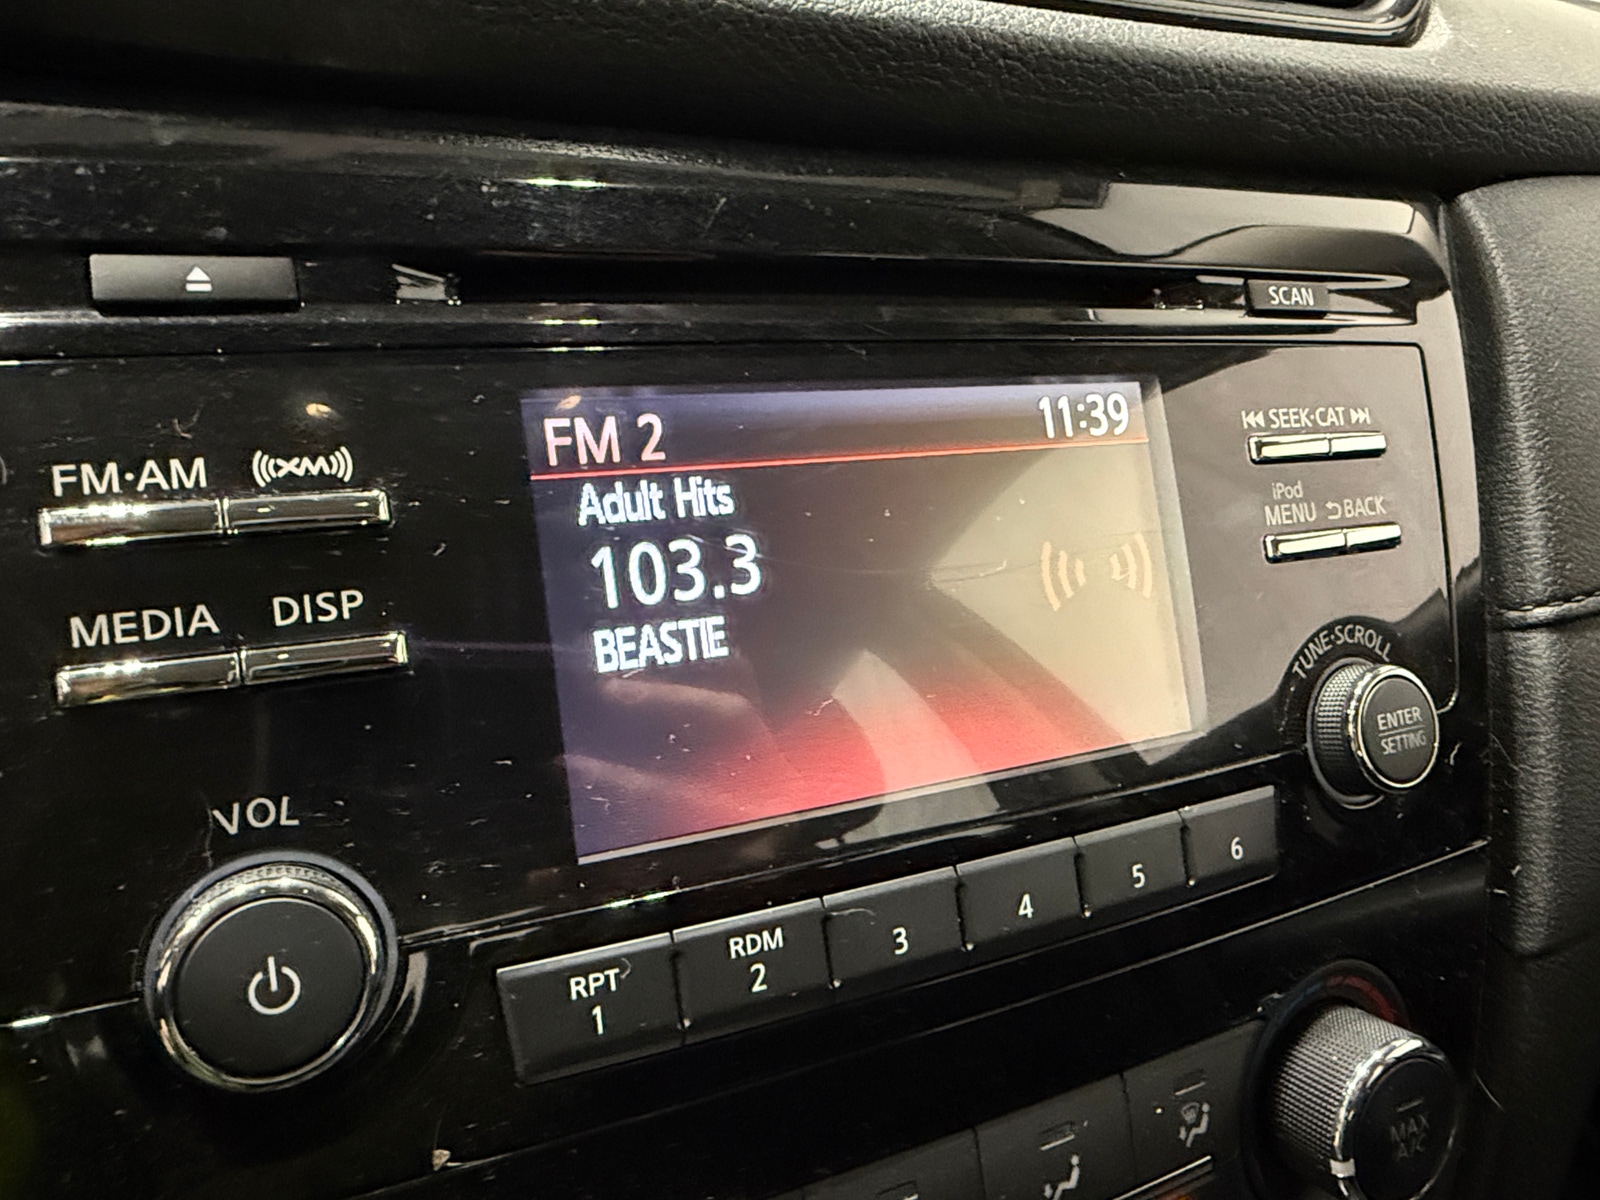 SCAN
FM 2 11:39
Adult Hits
103.3
BEASTIE
FM·AM XM
MEDIA DISP
VOL
SEEK·CAT
iPod
MENU BACK
TUNE·SCROLL
ENTER
SETTING
RPT
1
RDM
2
3
4
5
6
MAX
A/C